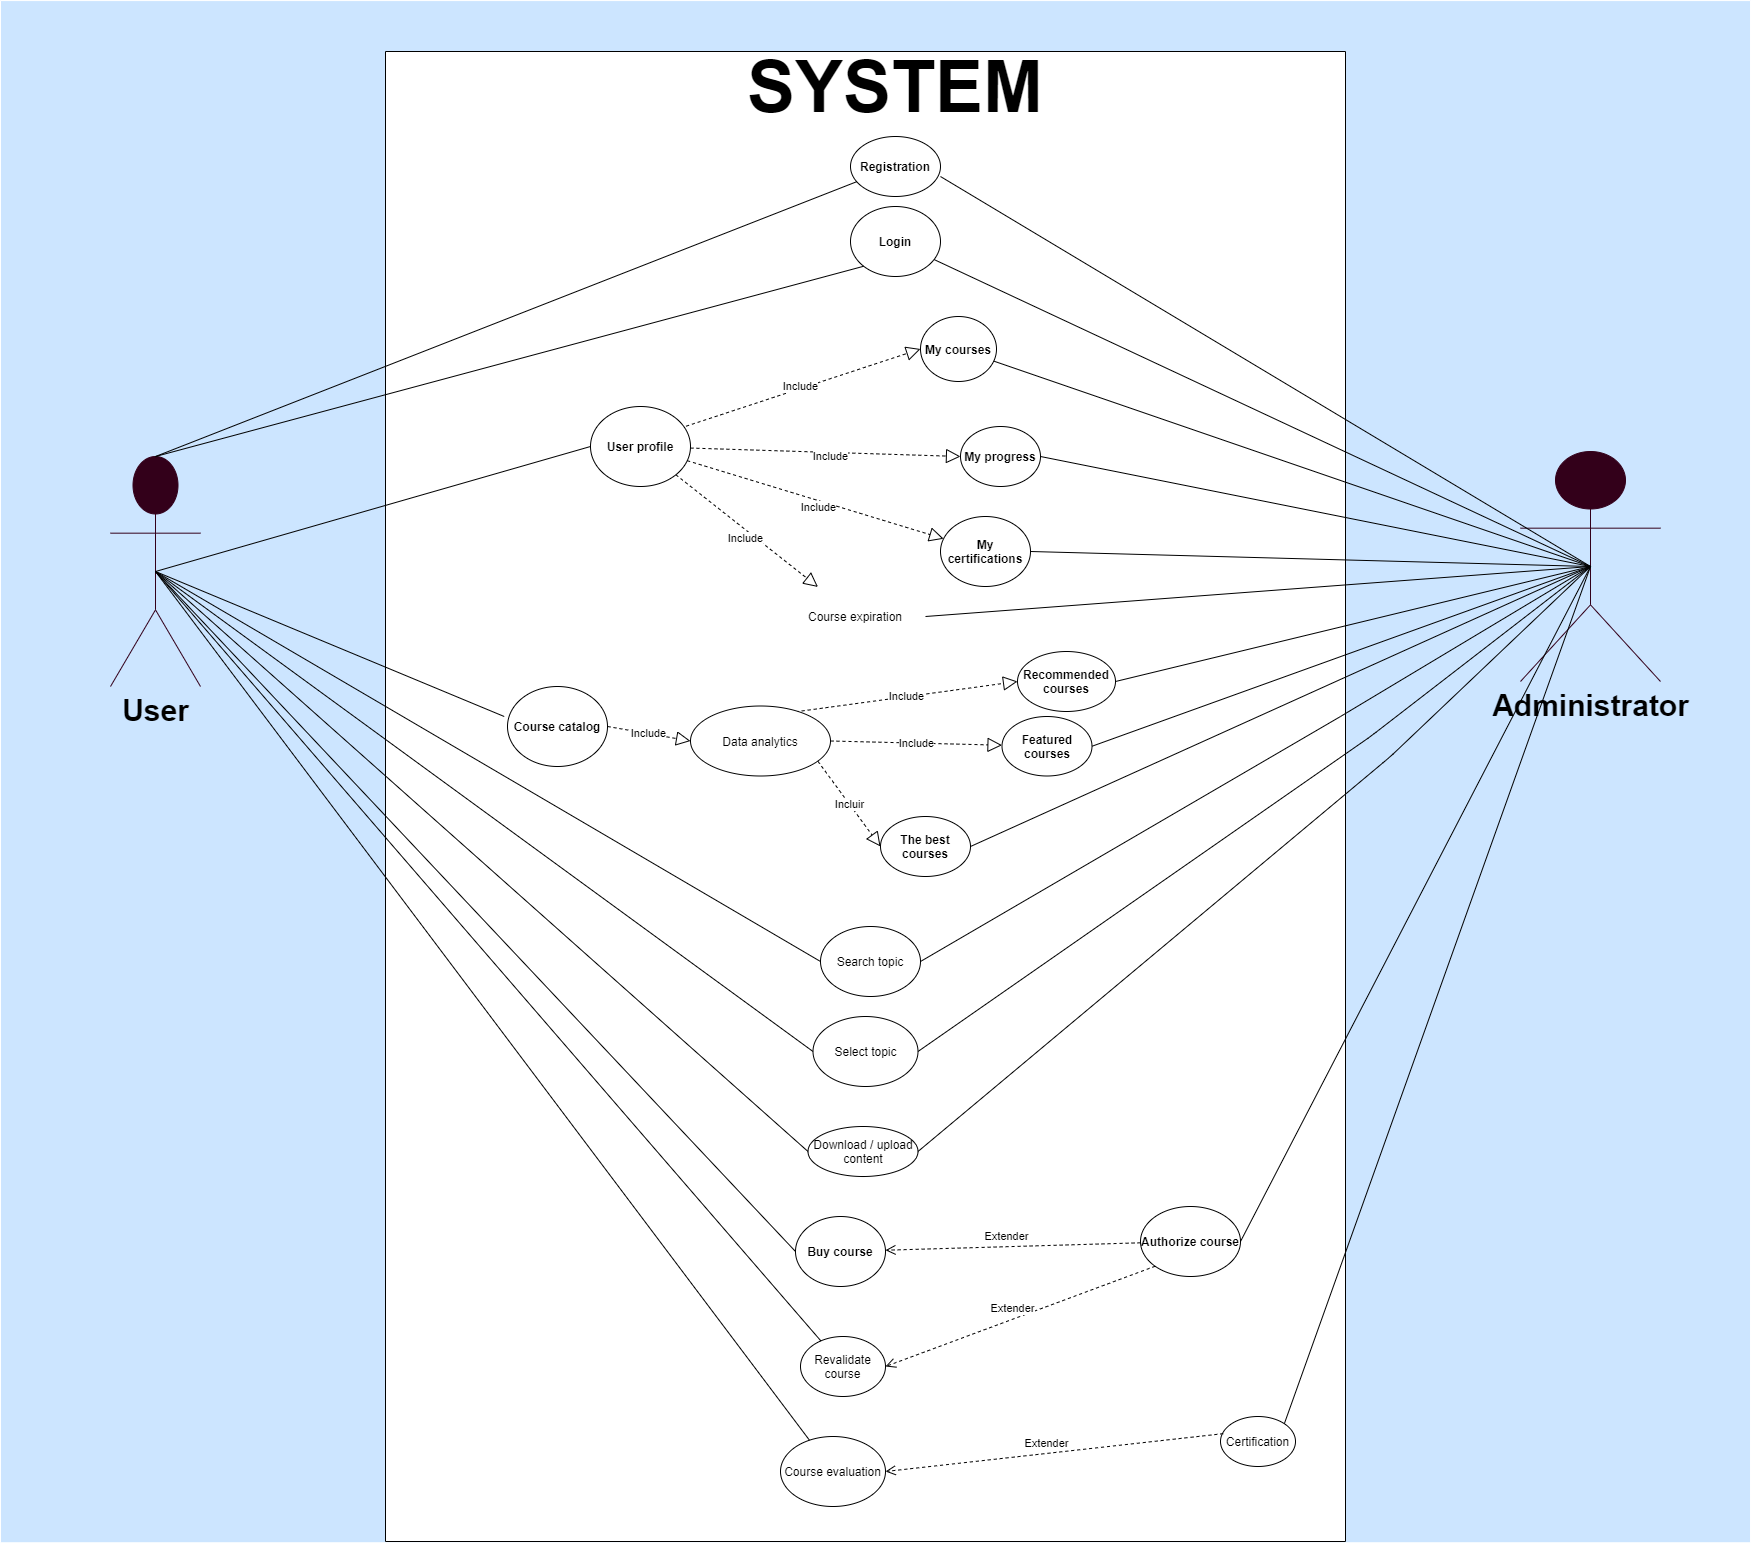 SYSTEM
Registration
Login
My courses
Include
User profile
Include
My progress
Include
My
certifications
Include
Course expiration
User
Administrator
Recommended
courses
Include
Course catalog
Include
Data analytics
Include
Featured
courses
Incluir
The best
courses
Search topic
Select topic
Download / upload
content
Buy course
Extender
Authorize course
Extender
Revalidate
course
Course evaluation
Extender
Certification